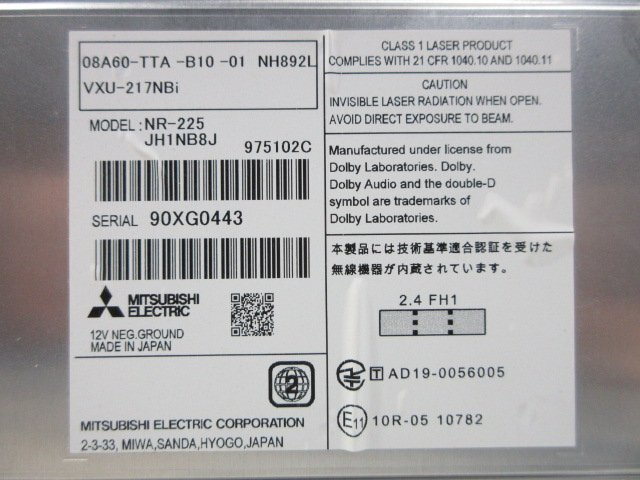 08A60-TTA -B10 -01 NH892L
VXU-217NBi
MODEL: NR-225
JH1NB8J 975102C
SERIAL 90XG0443
MITSUBISHI
ELECTRIC
12V NEG.GROUND
MADE IN JAPAN
2
MITSUBISHI ELECTRIC CORPORATION
2-3-33, MIWA,SANDA,HYOGO,JAPAN
CLASS 1 LASER PRODUCT
COMPLIES WITH 21 CFR 1040.10 AND 1040.11
CAUTION
INVISIBLE LASER RADIATION WHEN OPEN.
AVOID DIRECT EXPOSURE TO BEAM.
Manufactured under license from
Dolby Laboratories. Dolby.
Dolby Audio and the double-D
symbol are trademarks of
Dolby Laboratories.
本製品には技術基準適合認証を受けた
無線機器が内蔵されています。
2.4 FH1
T AD19-0056005
E11 10R-05 10782